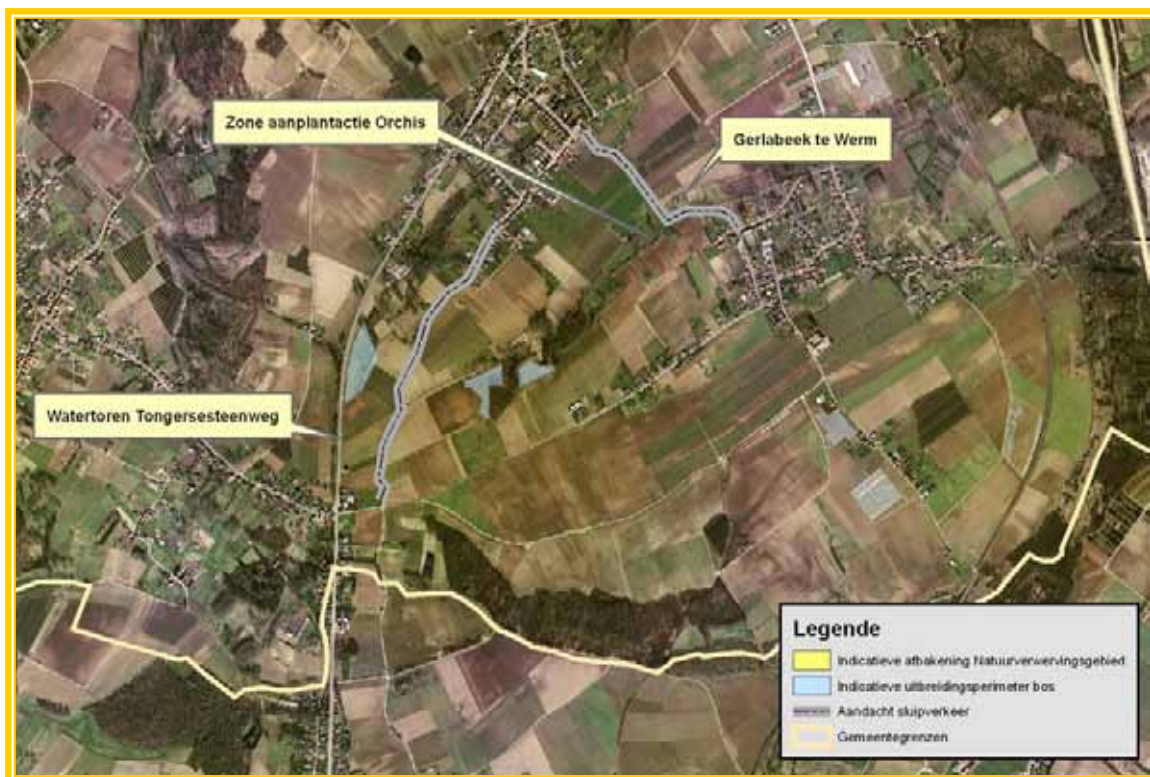 Zone aanplantactie Orchis
Gerlabeek te Werm
Watertoren Tongersesteenweg
Legende
Indicatieve afbakening Natuurverwervingsgebied
Indicatieve uitbreidingsperimeter bos
Aandacht sluipverkeer
Gemeentegrenzen